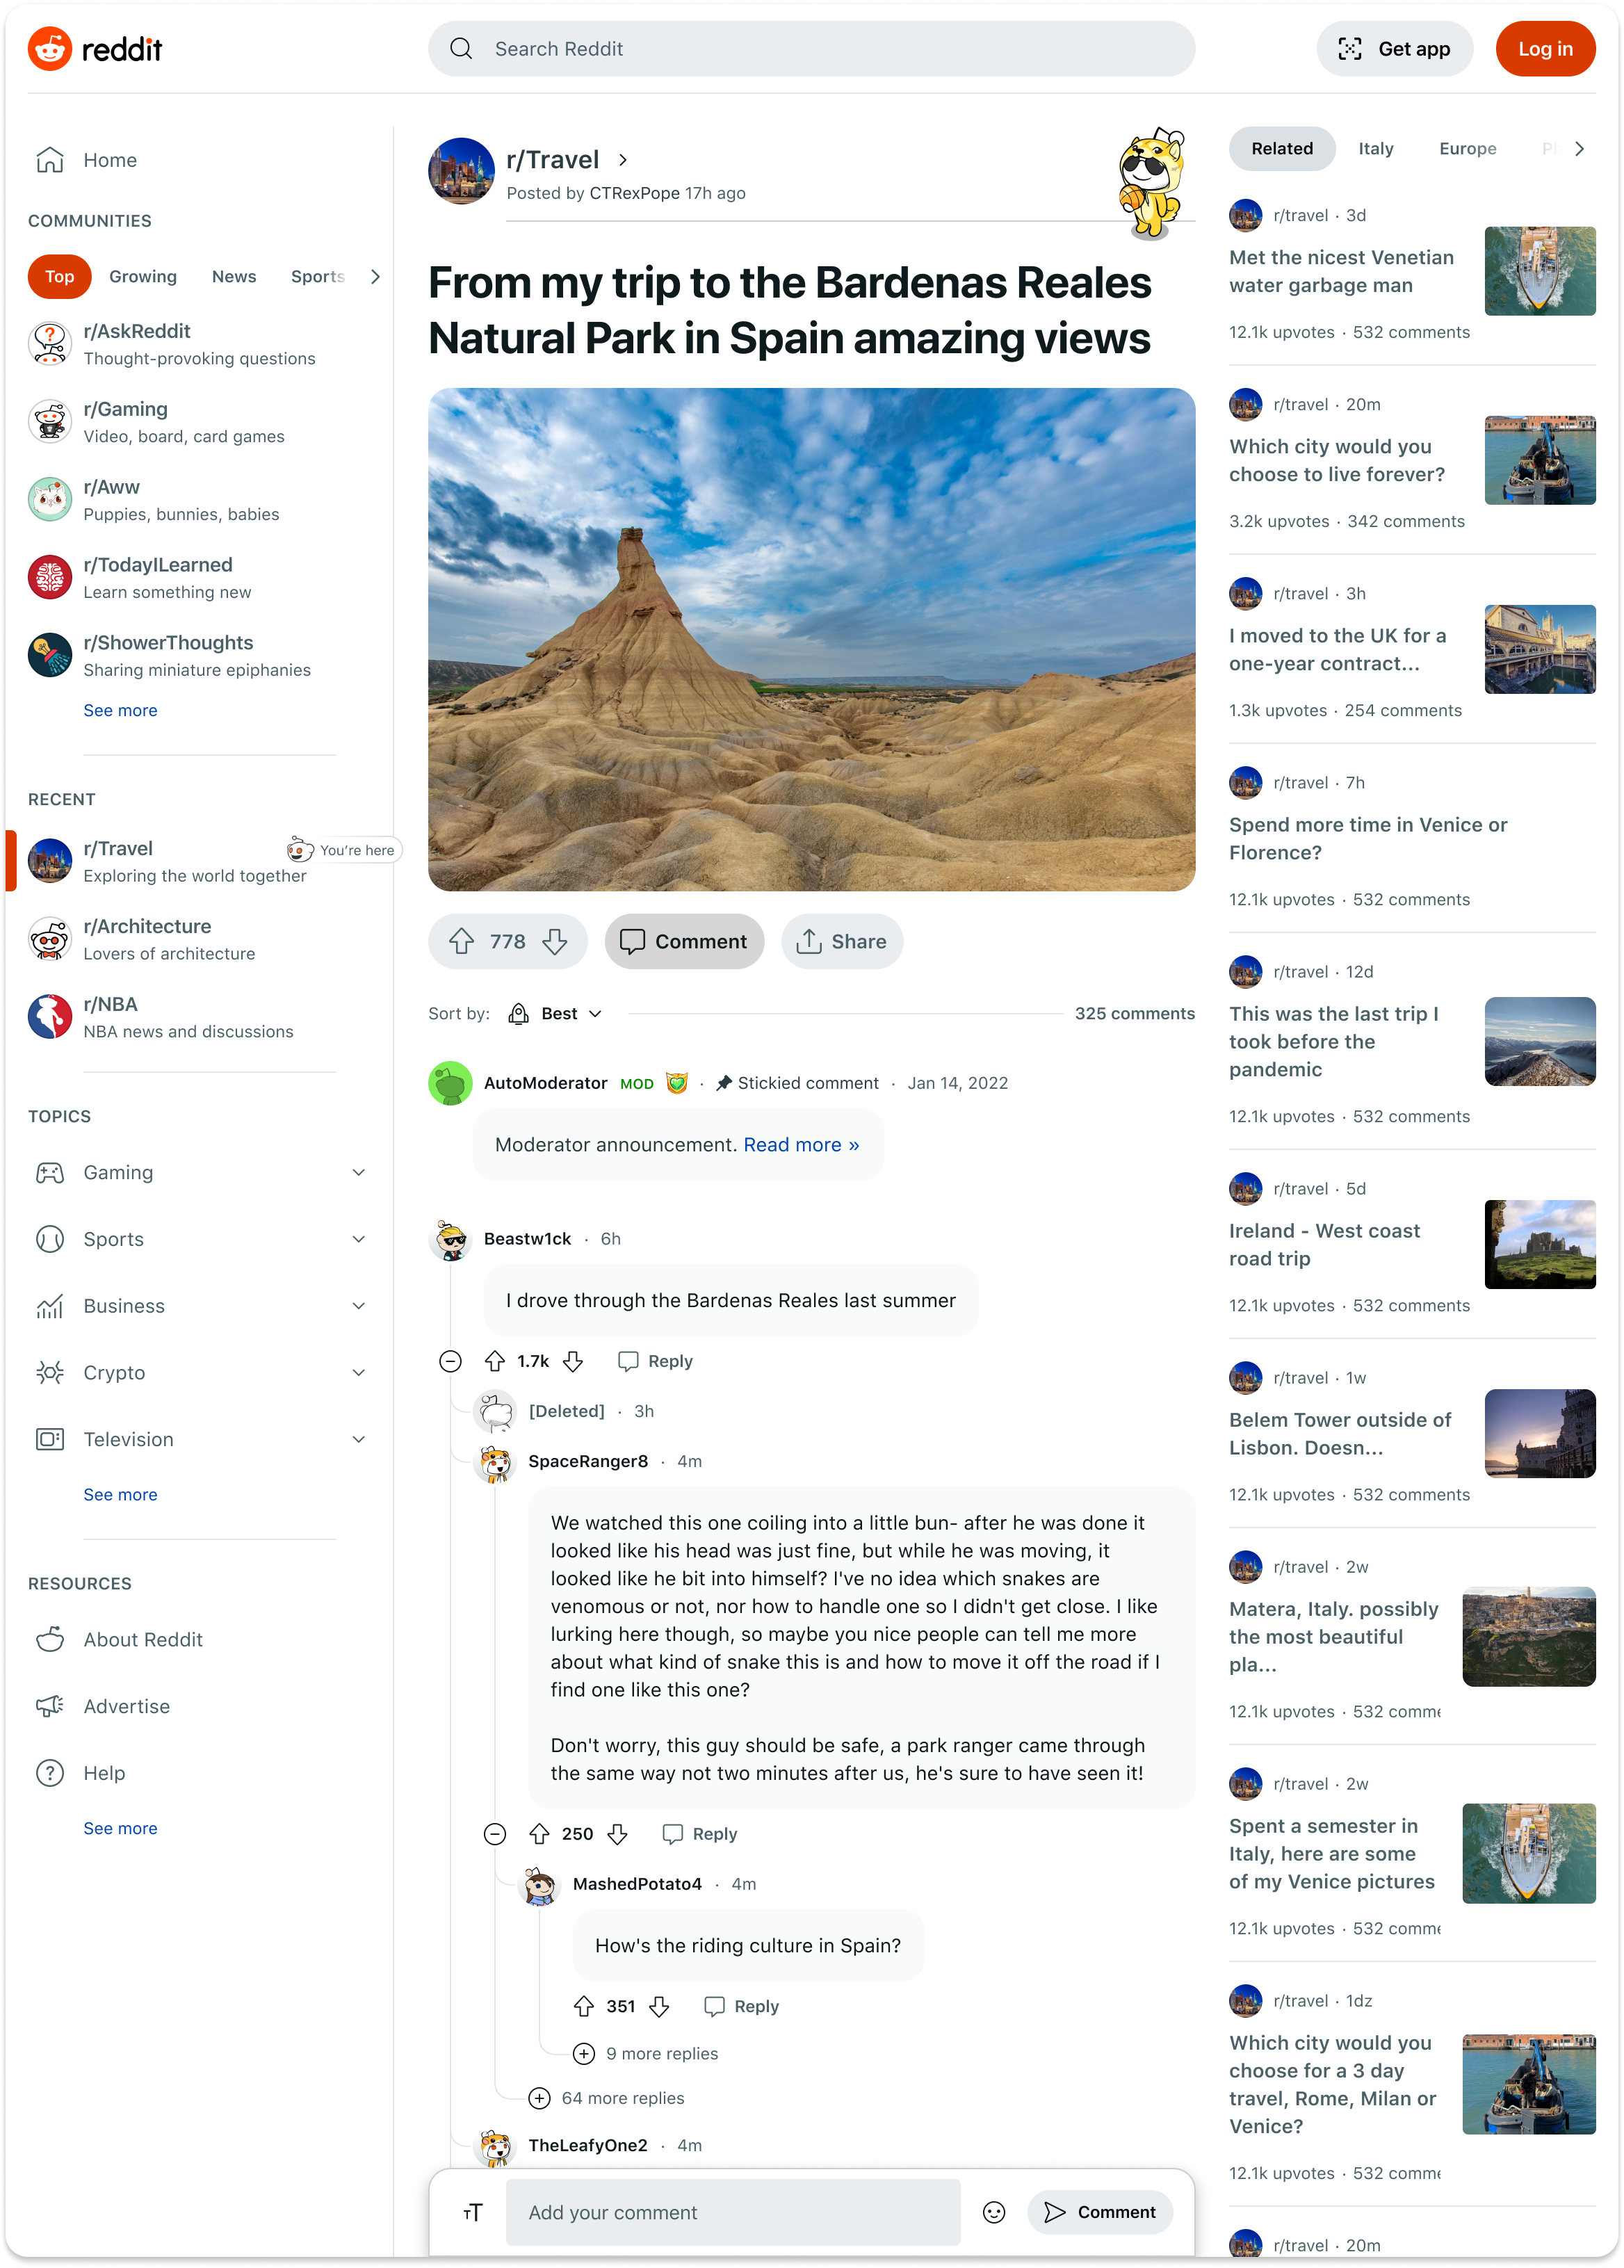 reddit
Search Reddit
Get app
Log in
Home
COMMUNITIES
Top
Growing
News
Sports
r/AskReddit
Thought-provoking questions
r/Gaming
Video, board, card games
r/Aww
Puppies, bunnies, babies
r/TodayILearned
Learn something new
r/ShowerThoughts
Sharing miniature epiphanies
See more
RECENT
r/Travel
You're here
Exploring the world together
r/Architecture
Lovers of architecture
r/NBA
NBA news and discussions
TOPICS
Gaming
Sports
Business
Crypto
Television
See more
RESOURCES
About Reddit
Advertise
Help
See more
r/Travel
Posted by CTRexPope 17h ago
From my trip to the Bardenas Reales
Natural Park in Spain amazing views
778
Comment
Share
Sort by:
Best
325 comments
AutoModerator MOD · Stickied comment · Jan 14, 2022
Moderator announcement. Read more »
Beastw1ck · 6h
I drove through the Bardenas Reales last summer
1.7k
Reply
[Deleted] · 3h
SpaceRanger8 · 4m
We watched this one coiling into a little bun- after he was done it
looked like his head was just fine, but while he was moving, it
looked like he bit into himself? I've no idea which snakes are
venomous or not, nor how to handle one so I didn't get close. I like
lurking here though, so maybe you nice people can tell me more
about what kind of snake this is and how to move it off the road if I
find one like this one?
Don't worry, this guy should be safe, a park ranger came through
the same way not two minutes after us, he's sure to have seen it!
250
Reply
MashedPotato4 · 4m
How's the riding culture in Spain?
351
Reply
9 more replies
64 more replies
TheLeafyOne2 · 4m
TT
Add your comment
Comment
Related
Italy
Europe
r/travel · 3d
Met the nicest Venetian
water garbage man
12.1k upvotes · 532 comments
r/travel · 20m
Which city would you
choose to live forever?
3.2k upvotes · 342 comments
r/travel · 3h
I moved to the UK for a
one-year contract...
1.3k upvotes · 254 comments
r/travel · 7h
Spend more time in Venice or
Florence?
12.1k upvotes · 532 comments
r/travel · 12d
This was the last trip I
took before the
pandemic
12.1k upvotes · 532 comments
r/travel · 5d
Ireland - West coast
road trip
12.1k upvotes · 532 comments
r/travel · 1w
Belem Tower outside of
Lisbon. Doesn...
12.1k upvotes · 532 comments
r/travel · 2w
Matera, Italy. possibly
the most beautiful
pla...
12.1k upvotes · 532 comme
r/travel · 2w
Spent a semester in
Italy, here are some
of my Venice pictures
12.1k upvotes · 532 comme
r/travel · 1dz
Which city would you
choose for a 3 day
travel, Rome, Milan or
Venice?
12.1k upvotes · 532 comme
r/travel · 20m